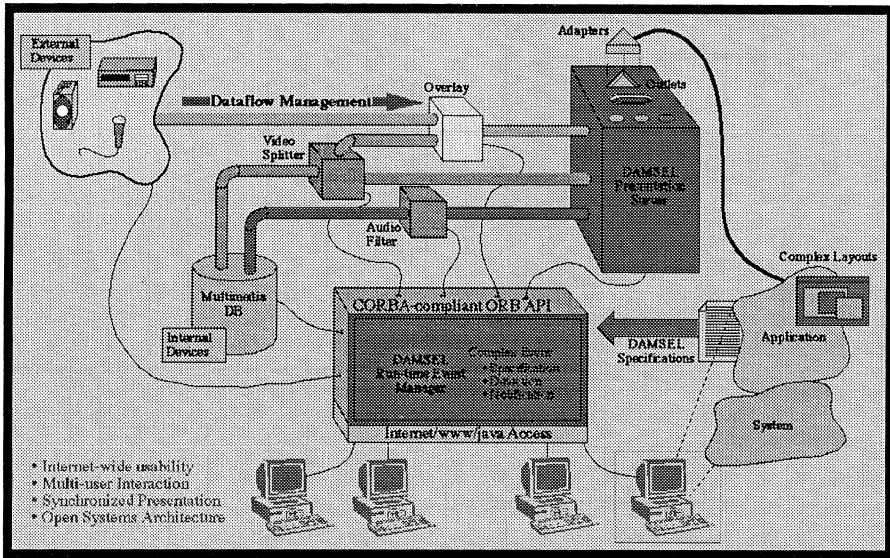 External
Devices
Adapters
Outlets
Dataflow Management
Overlay
Video
Splitter
DAMSEL
Presentation
Server
Audio
Filter
Multimedia
DB
Internal
Devices
Complex Layouts
Application
DAMSEL
Specifications
System
CORBA-compliant ORB API
DAMSEL
Run-time Event
Manager
Complex Event
• Specification
• Detection
• Notification
Internet/www/java Access
• Internet-wide usability
• Multi-user Interaction
• Synchronized Presentation
• Open Systems Architecture